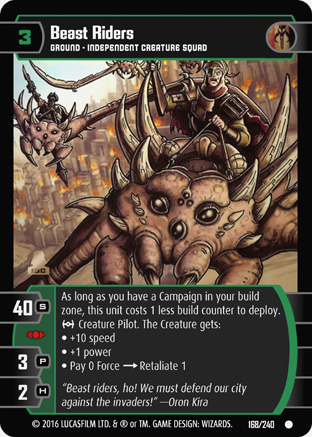 3
Beast Riders
GROUND - INDEPENDENT CREATURE SQUAD
40 S
As long as you have a Campaign in your build
zone, this unit costs 1 less build counter to deploy.
Creature Pilot. The Creature gets:
• +10 speed
3 P
• +1 power
• Pay 0 Force → Retaliate 1
2 H
"Beast riders, ho! We must defend our city
against the invaders!" —Oron Kira
© 2016 LUCASFILM LTD. & ® or TM. GAME DESIGN: WIZARDS. 168/240